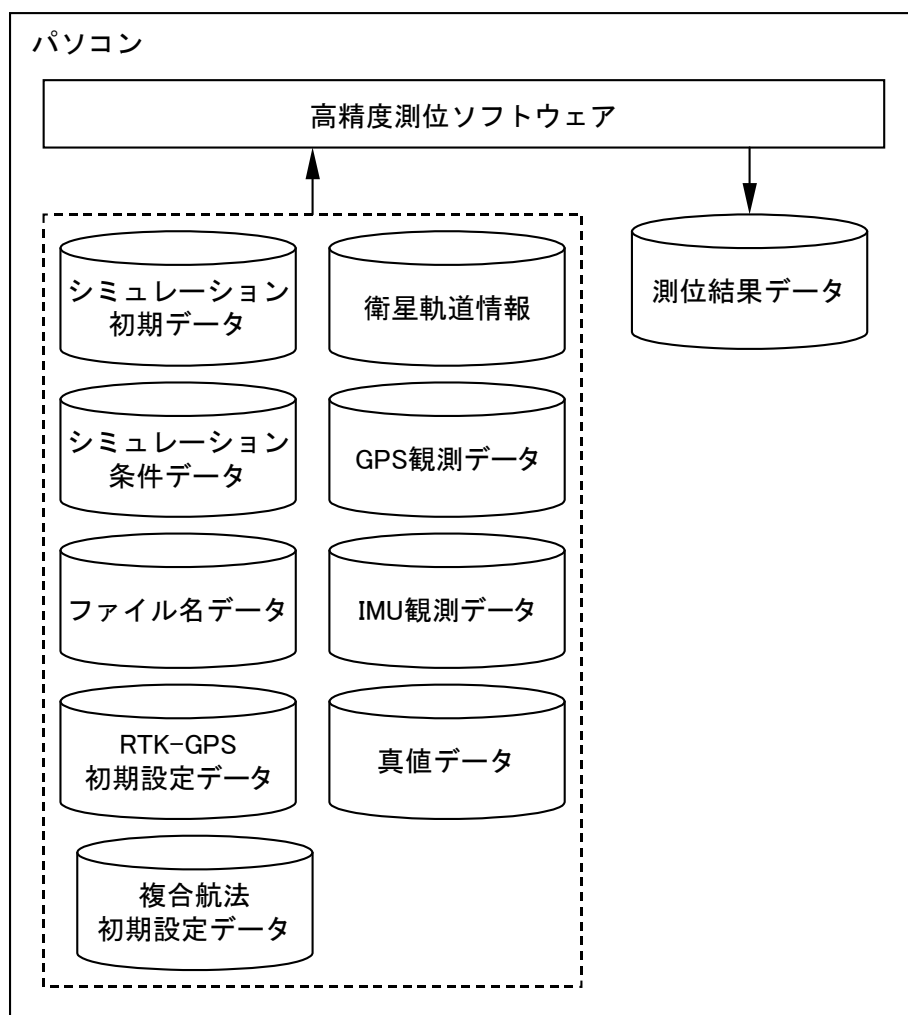 パソコン
高精度測位ソフトウェア
シミュレーション
初期データ
衛星軌道情報
測位結果データ
シミュレーション
条件データ
GPS観測データ
ファイル名データ
IMU観測データ
RTK-GPS
初期設定データ
真値データ
複合航法
初期設定データ